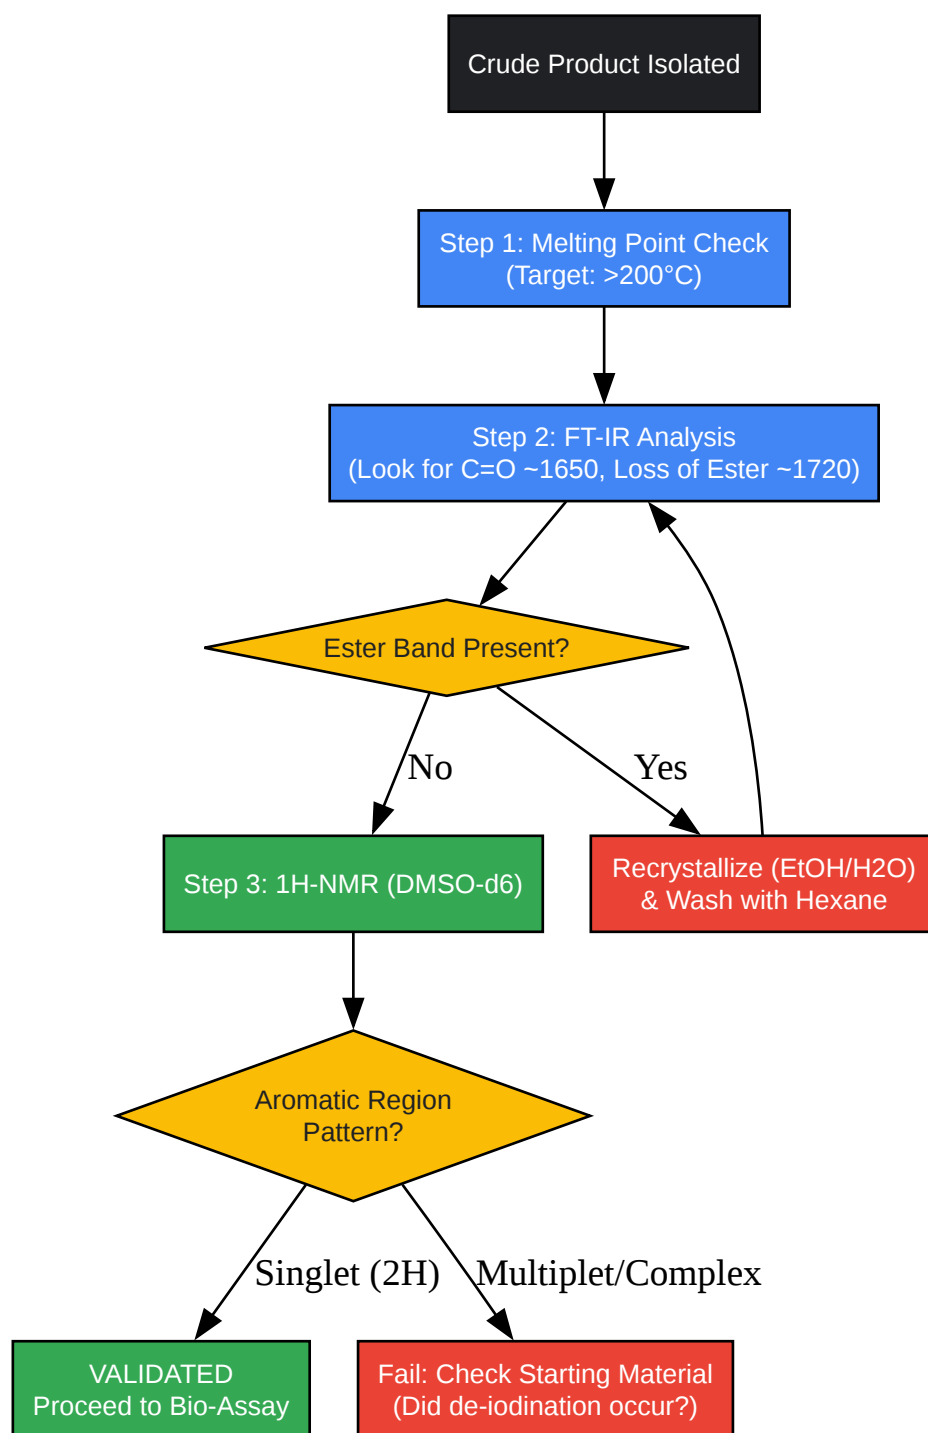 Crude Product Isolated
Step 1: Melting Point Check
(Target: >200°C)
Step 2: FT-IR Analysis
(Look for C=O ~1650, Loss of Ester ~1720)
Ester Band Present?
No
Yes
Step 3: 1H-NMR (DMSO-d6)
Recrystallize (EtOH/H2O)
& Wash with Hexane
Aromatic Region
Pattern?
Singlet (2H)
Multiplet/Complex
VALIDATED
Proceed to Bio-Assay
Fail: Check Starting Material
(Did de-iodination occur?)